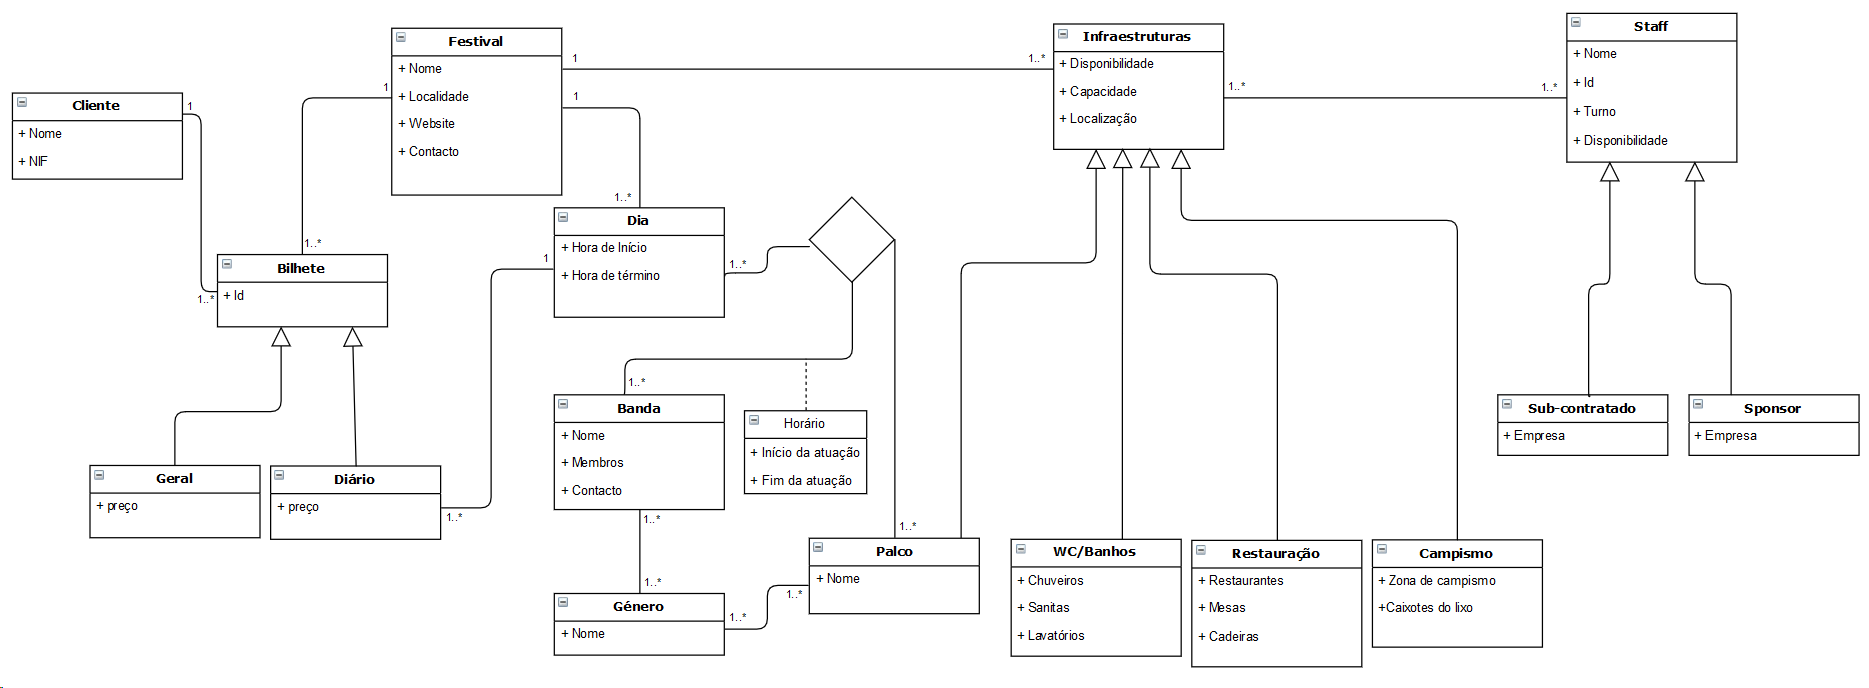 Cliente
+ Nome
+ NIF
1
1..*
Festival
+ Nome
+ Localidade
+ Website
+ Contacto
1
1
1
1..*
1..*
1..*
Bilhete
+ Id
Geral
+ preço
Diário
+ preço
1..*
1
Dia
+ Hora de Início
+ Hora de término
1..*
1..*
Banda
+ Nome
+ Membros
+ Contacto
1..*
1..*
Horário
+ Início da atuação
+ Fim da atuação
Género
+ Nome
1..*
1..*
1..*
Palco
+ Nome
Infraestruturas
+ Disponibilidade
+ Capacidade
+ Localização
1..*
1..*
Staff
+ Nome
+ Id
+ Turno
+ Disponibilidade
Sub-contratado
+ Empresa
Sponsor
+ Empresa
WC/Banhos
+ Chuveiros
+ Sanitas
+ Lavatórios
Restauração
+ Restaurantes
+ Mesas
+ Cadeiras
Campismo
+ Zona de campismo
+Caixotes do lixo